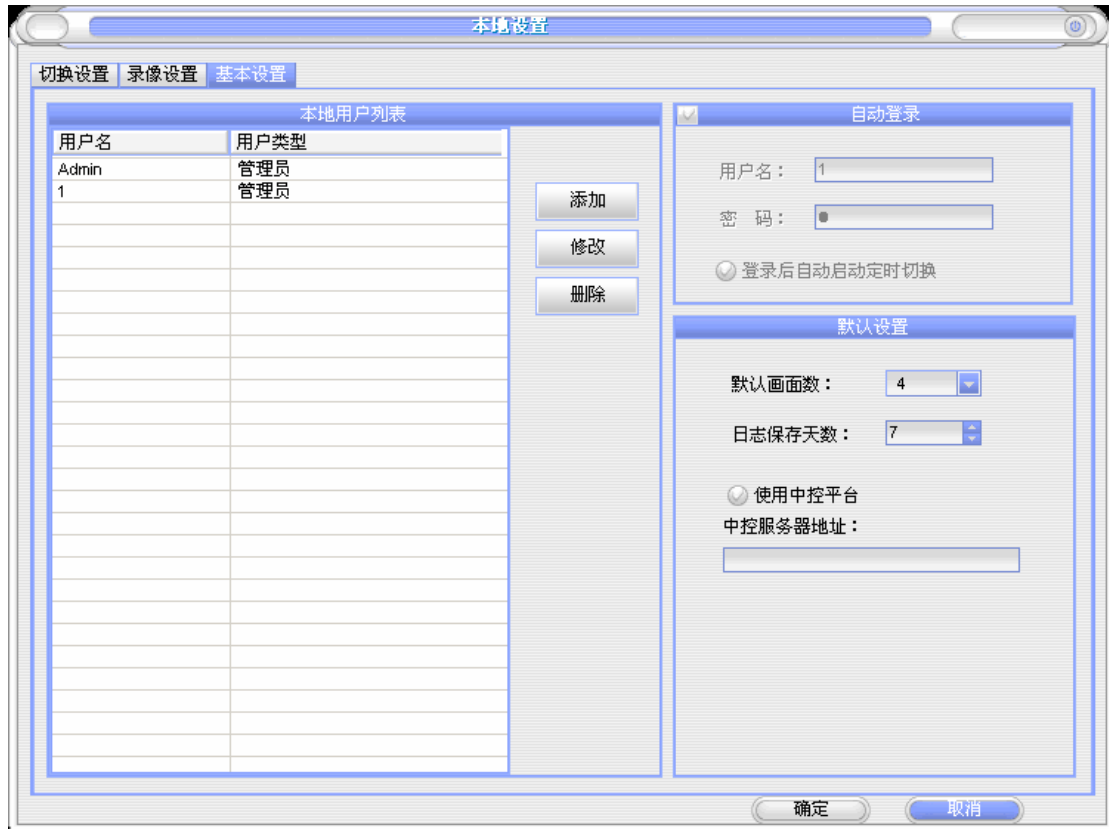 本地设置
切换设置 录像设置 基本设置
本地用户列表
用户名 用户类型
Admin 管理员
1 管理员
添加
修改
删除
自动登录
用户名： 1
密 码： ●
登录后自动启动定时切换
默认设置
默认画面数： 4
日志保存天数： 7
使用中控平台
中控服务器地址：
确定 取消